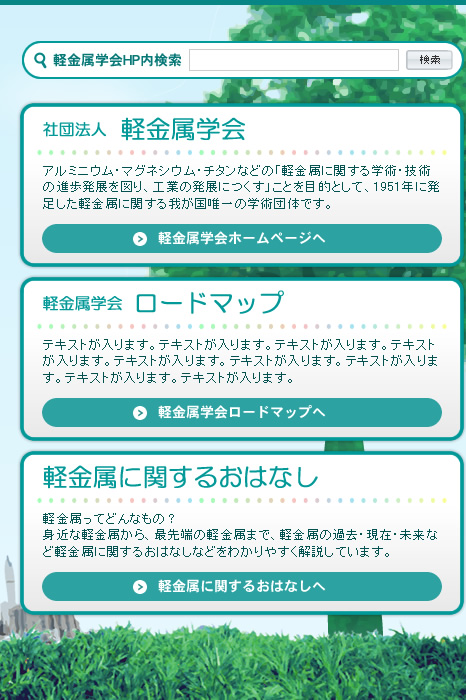 軽金属学会HP内検索
検索
社団法人 軽金属学会
アルミニウム・マグネシウム・チタンなどの「軽金属に関する学術・技術
の進歩発展を図り、工業の発展につくす」ことを目的として、1951年に発
足した軽金属に関する我が国唯一の学術団体です。
軽金属学会ホームページへ
軽金属学会 ロードマップ
テキストが入ります。テキストが入ります。テキストが入ります。テキスト
が入ります。テキストが入ります。テキストが入ります。テキストが入りま
す。テキストが入ります。テキストが入ります。
軽金属学会ロードマップへ
軽金属に関するおはなし
軽金属ってどんなもの？
身近な軽金属から、最先端の軽金属まで、軽金属の過去・現在・未来な
ど軽金属に関するおはなしなどをわかりやすく解説しています。
軽金属に関するおはなしへ